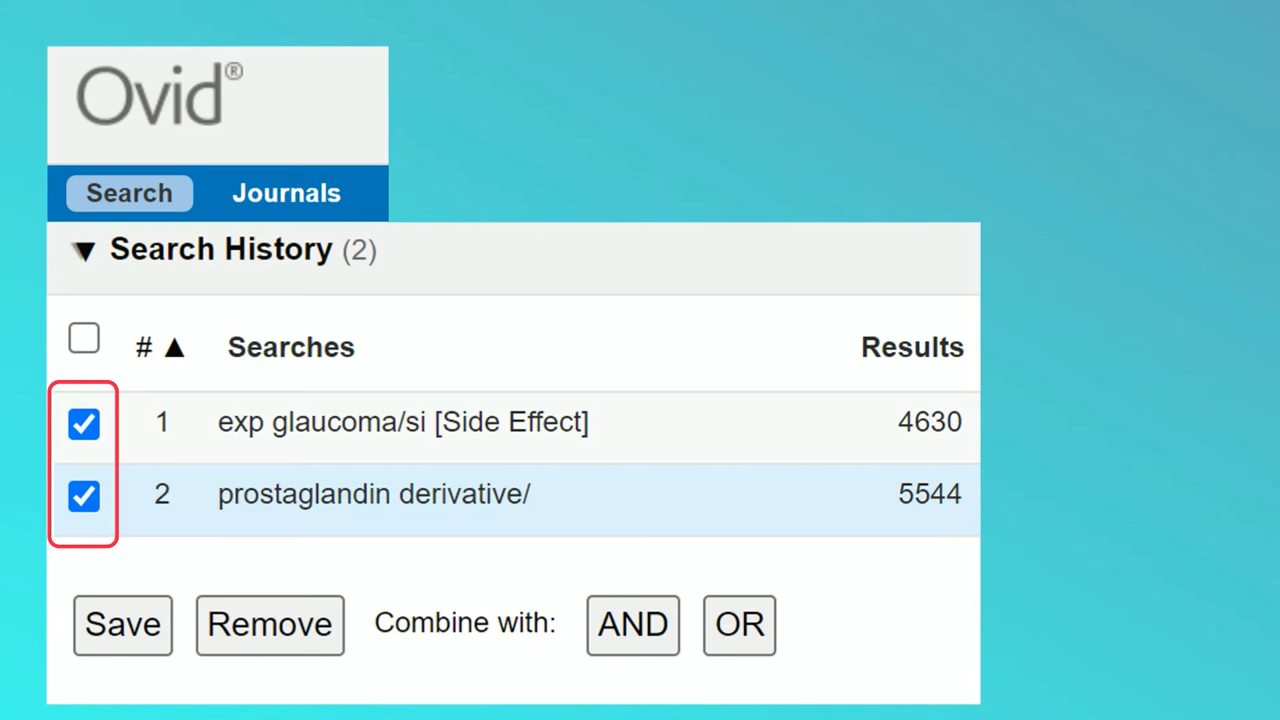 Ovid®
Search Journals
▼ Search History (2)
# ▲ Searches Results
1 exp glaucoma/si [Side Effect] 4630
2 prostaglandin derivative/ 5544
Save Remove Combine with: AND OR